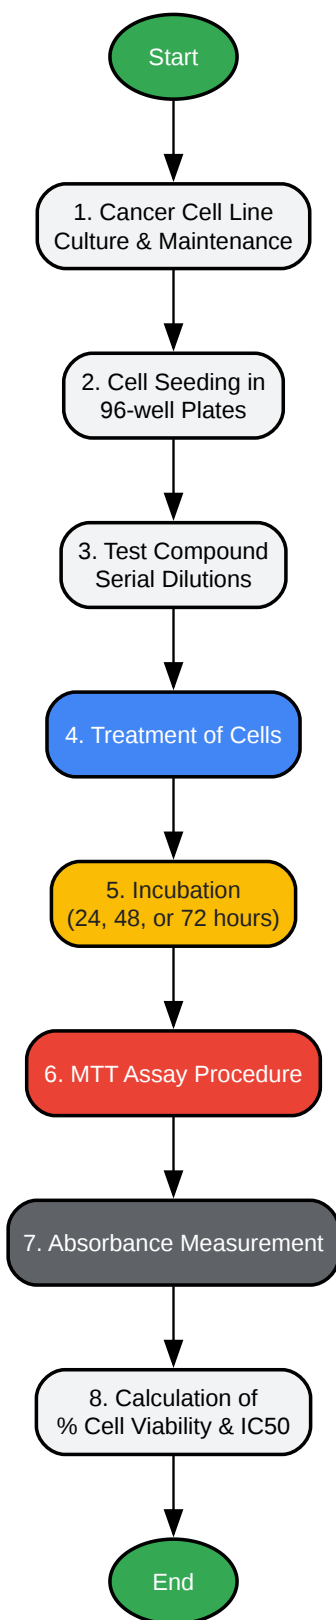 Start
1. Cancer Cell Line
Culture & Maintenance
2. Cell Seeding in
96-well Plates
3. Test Compound
Serial Dilutions
4. Treatment of Cells
5. Incubation
(24, 48, or 72 hours)
6. MTT Assay Procedure
7. Absorbance Measurement
8. Calculation of
% Cell Viability & IC50
End